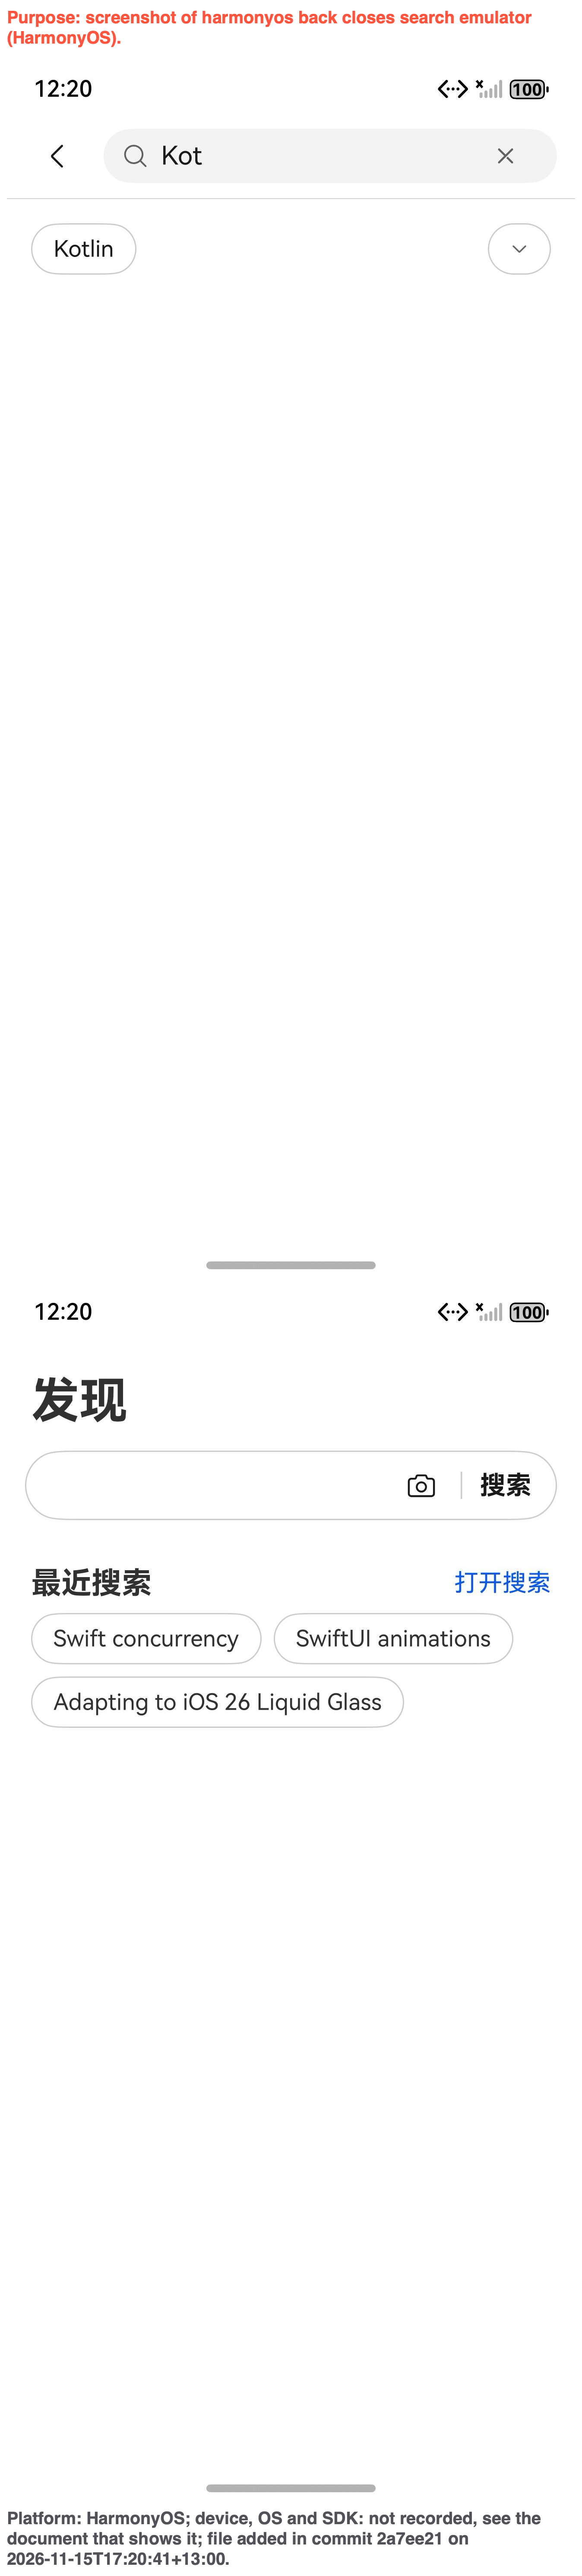 Purpose: screenshot of harmonyos back closes search emulator
(HarmonyOS).
12:20
100
Kot
Kotlin
12:20
100
发现
搜索
最近搜索
打开搜索
Swift concurrency
SwiftUI animations
Adapting to iOS 26 Liquid Glass
Platform: HarmonyOS; device, OS and SDK: not recorded, see the
document that shows it; file added in commit 2a7ee21 on
2026-11-15T17:20:41+13:00.